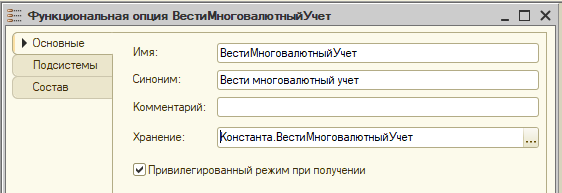 Функциональная опция ВестиМноговалютныйУчет
Основные
Подсистемы
Состав
Имя: ВестиМноговалютныйУчет
Синоним: Вести многовалютный учет
Комментарий:
Хранение: Константа.ВестиМноговалютныйУчет ...
Привилегированный режим при получении